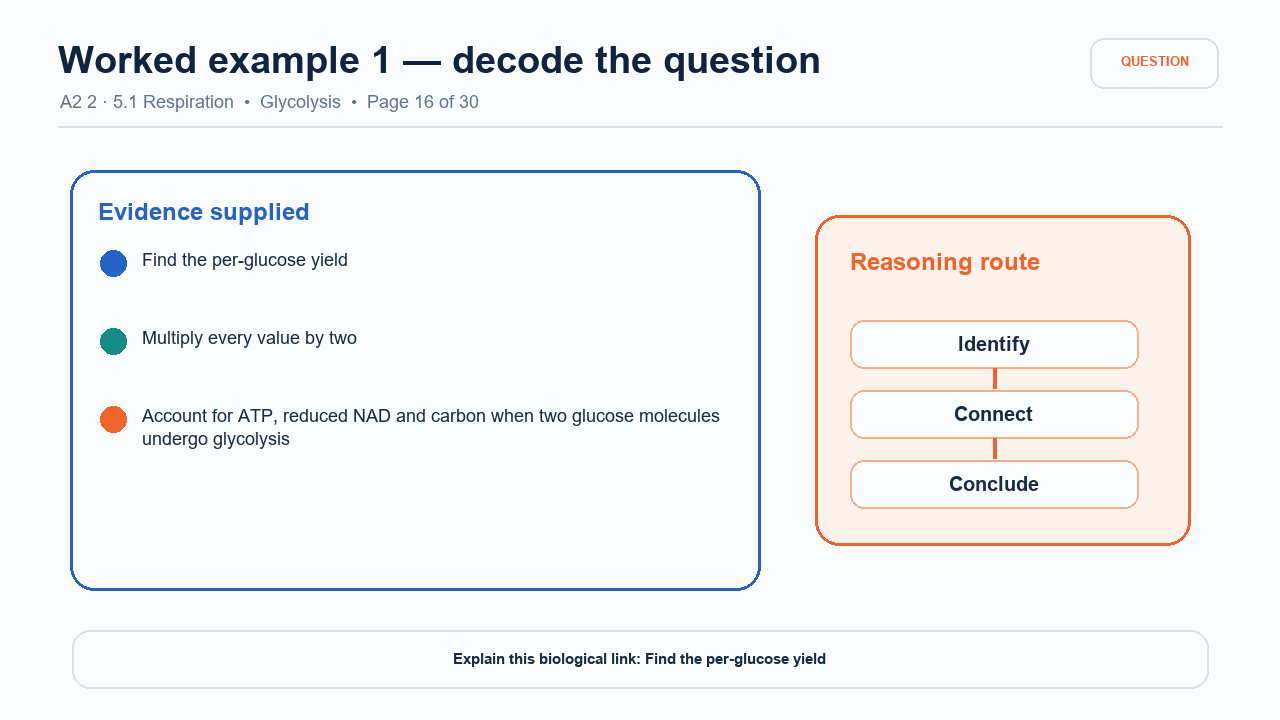 Worked example 1 — decode the question
QUESTION
A2 2 · 5.1 Respiration • Glycolysis • Page 16 of 30
Evidence supplied
Find the per-glucose yield
Multiply every value by two
Account for ATP, reduced NAD and carbon when two glucose molecules
undergo glycolysis
Reasoning route
Identify
Connect
Conclude
Explain this biological link: Find the per-glucose yield